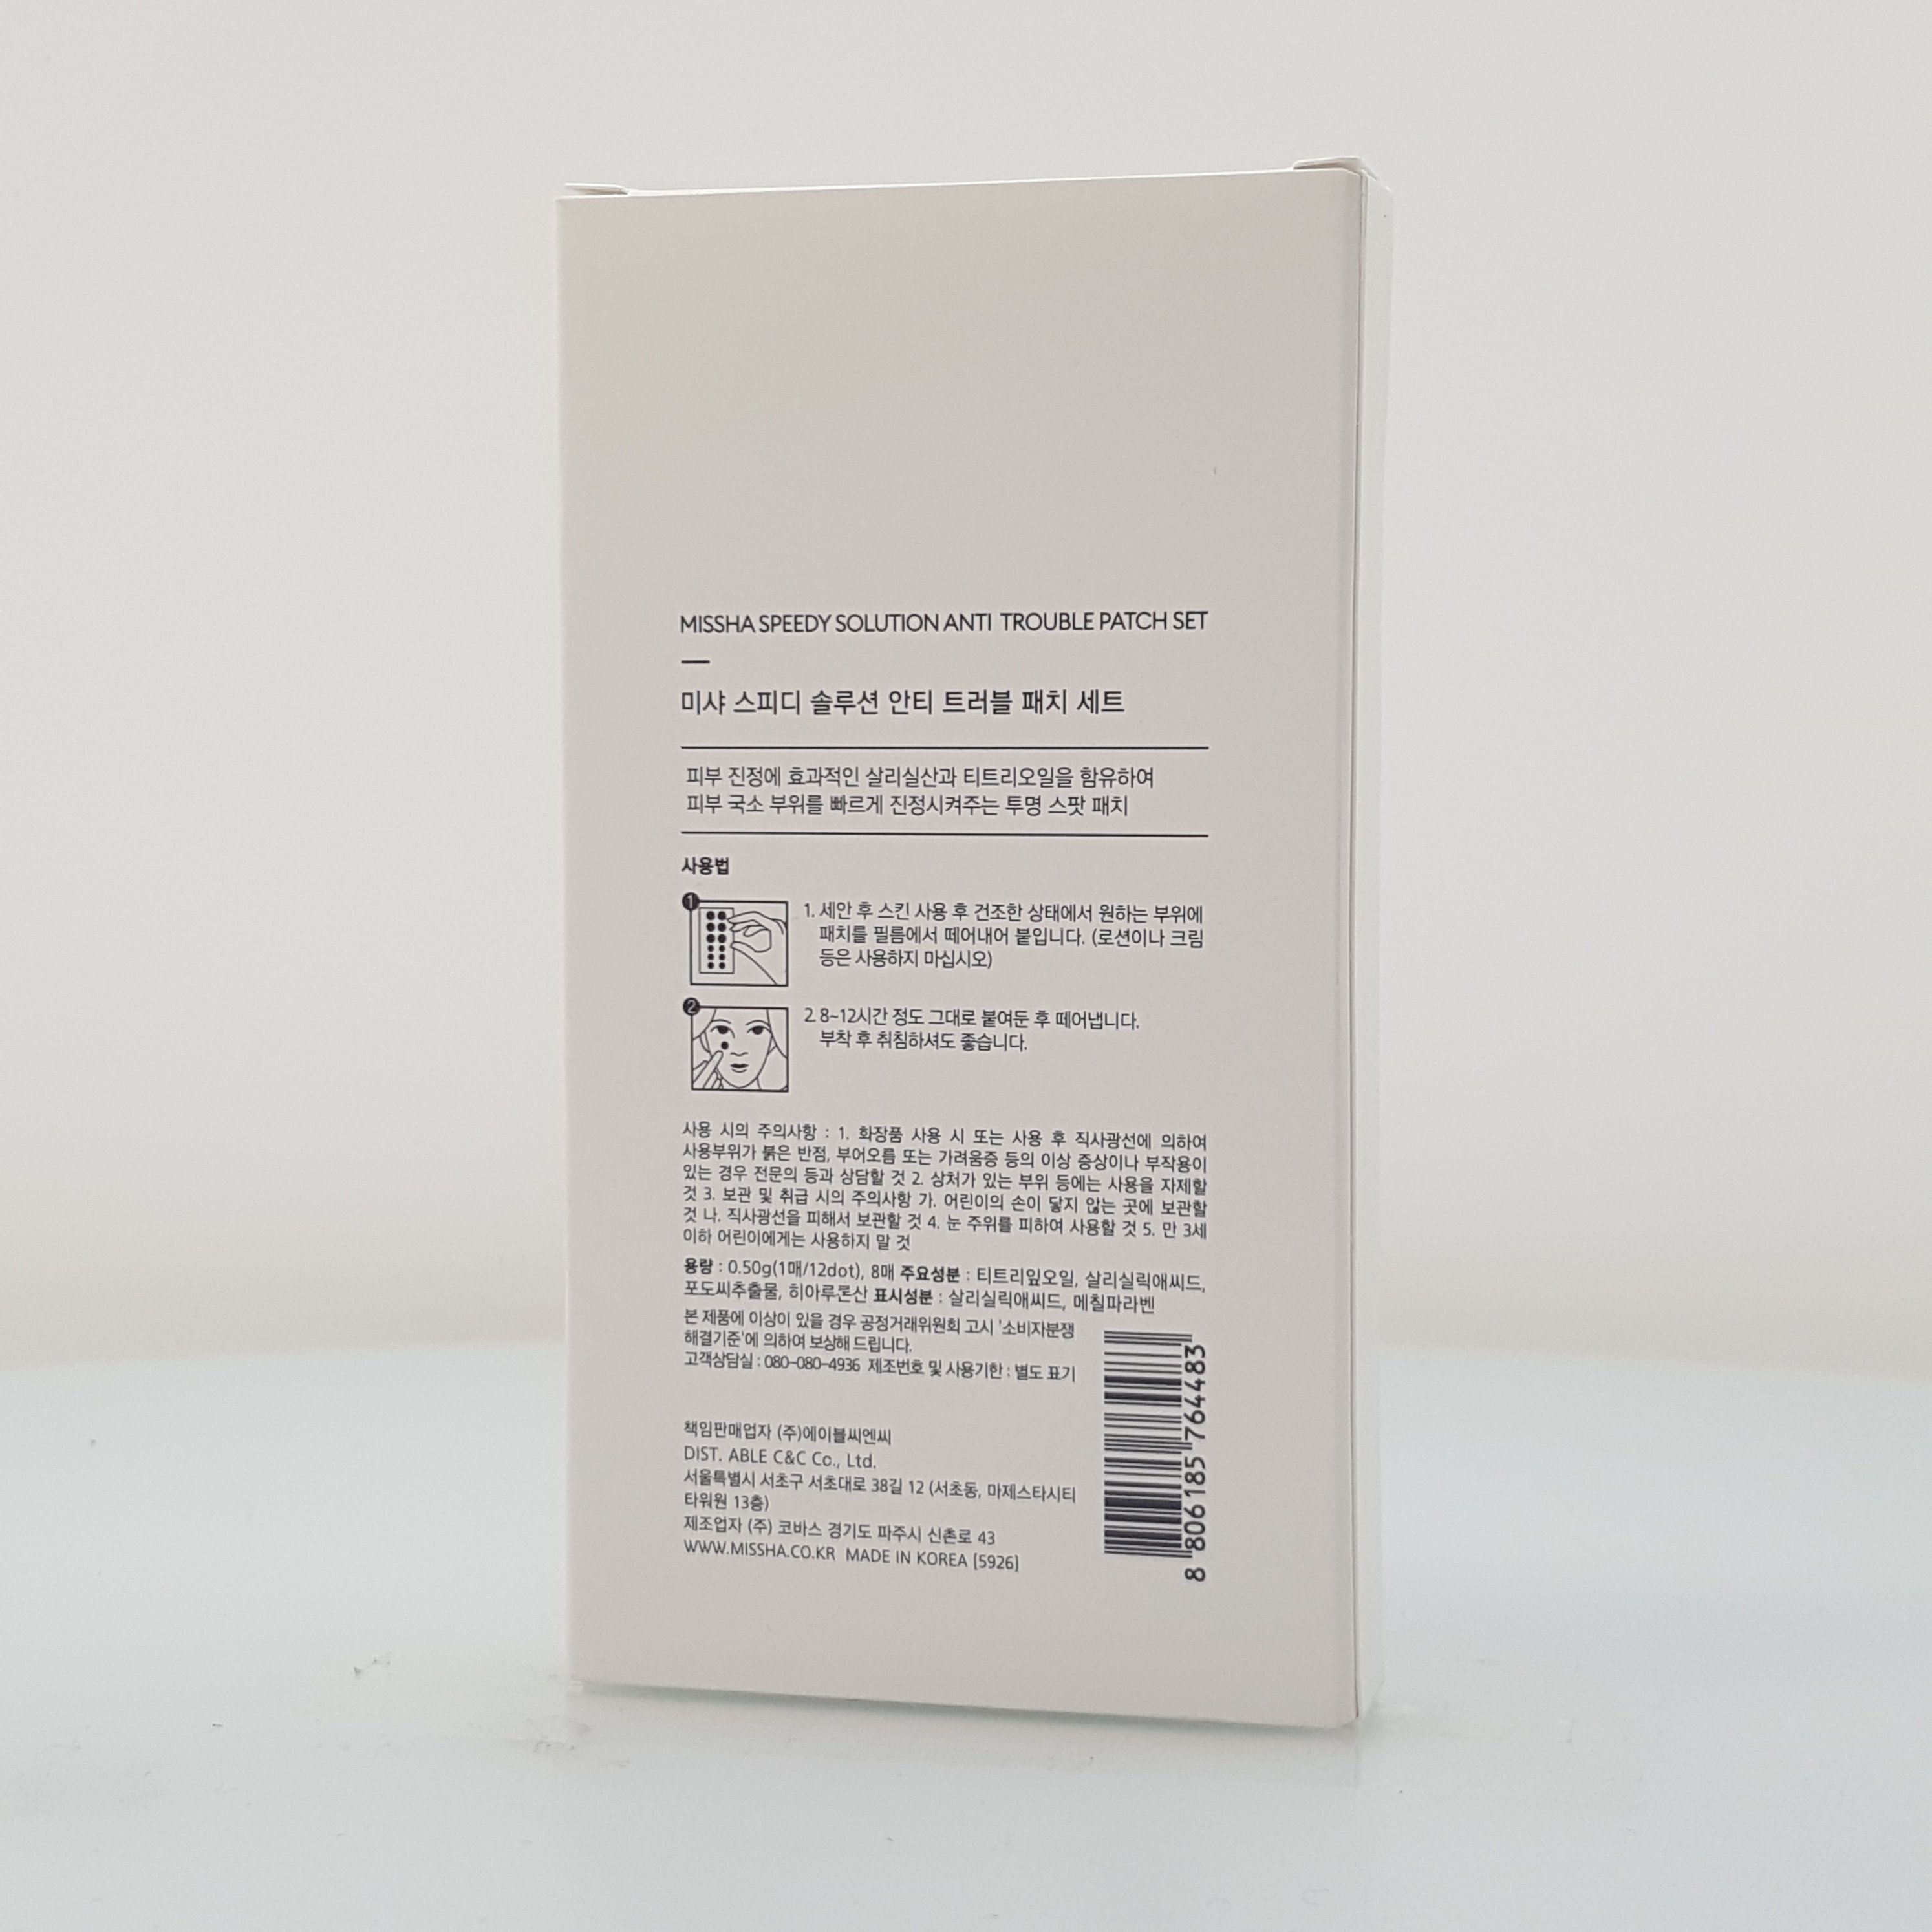 MISSHA SPEEDY SOLUTION ANTI TROUBLE PATCH SET
미샤 스피디 솔루션 안티 트러블 패치 세트
피부 진정에 효과적인 살리실산과 티트리오일을 함유하여
피부 국소 부위를 빠르게 진정시켜주는 투명 스팟 패치
사용법
1
1. 세안 후 스킨 사용 후 건조한 상태에서 원하는 부위에
패치를 필름에서 떼어내어 붙입니다. (로션이나 크림
등은 사용하지 마십시오)
2
2. 8~12시간 정도 그대로 붙여둔 후 떼어냅니다.
부착 후 취침하셔도 좋습니다.
사용 시의 주의사항 : 1. 화장품 사용 시 또는 사용 후 직사광선에 의하여
사용부위가 붉은 반점, 부어오름 또는 가려움증 등의 이상 증상이나 부작용이
있는 경우 전문의 등과 상담할 것 2. 상처가 있는 부위 등에는 사용을 자제할
것 3. 보관 및 취급 시의 주의사항 가. 어린이의 손이 닿지 않는 곳에 보관할
것 나. 직사광선을 피해서 보관할 것 4. 눈 주위를 피하여 사용할 것 5. 만 3세
이하 어린이에게는 사용하지 말 것
용량 : 0.50g(1매/12dot), 8매 주요성분 : 티트리잎오일, 살리실릭애씨드,
포도씨추출물, 히아루론산 표시성분 : 살리실릭애씨드, 메칠파라벤
본 제품에 이상이 있을 경우 공정거래위원회 고시 '소비자분쟁
해결기준'에 의하여 보상해 드립니다.
고객상담실 : 080-080-4936 제조번호 및 사용기한 : 별도 표기
책임판매업자 (주)에이블씨엔씨
DIST. ABLE C&C Co., Ltd.
서울특별시 서초구 서초대로 38길 12 (서초동, 마제스타시티
타워원 13층)
제조업자 (주) 코바스 경기도 파주시 신촌로 43
WWW.MISSHA.CO.KR MADE IN KOREA [5926]
8 806185 764483